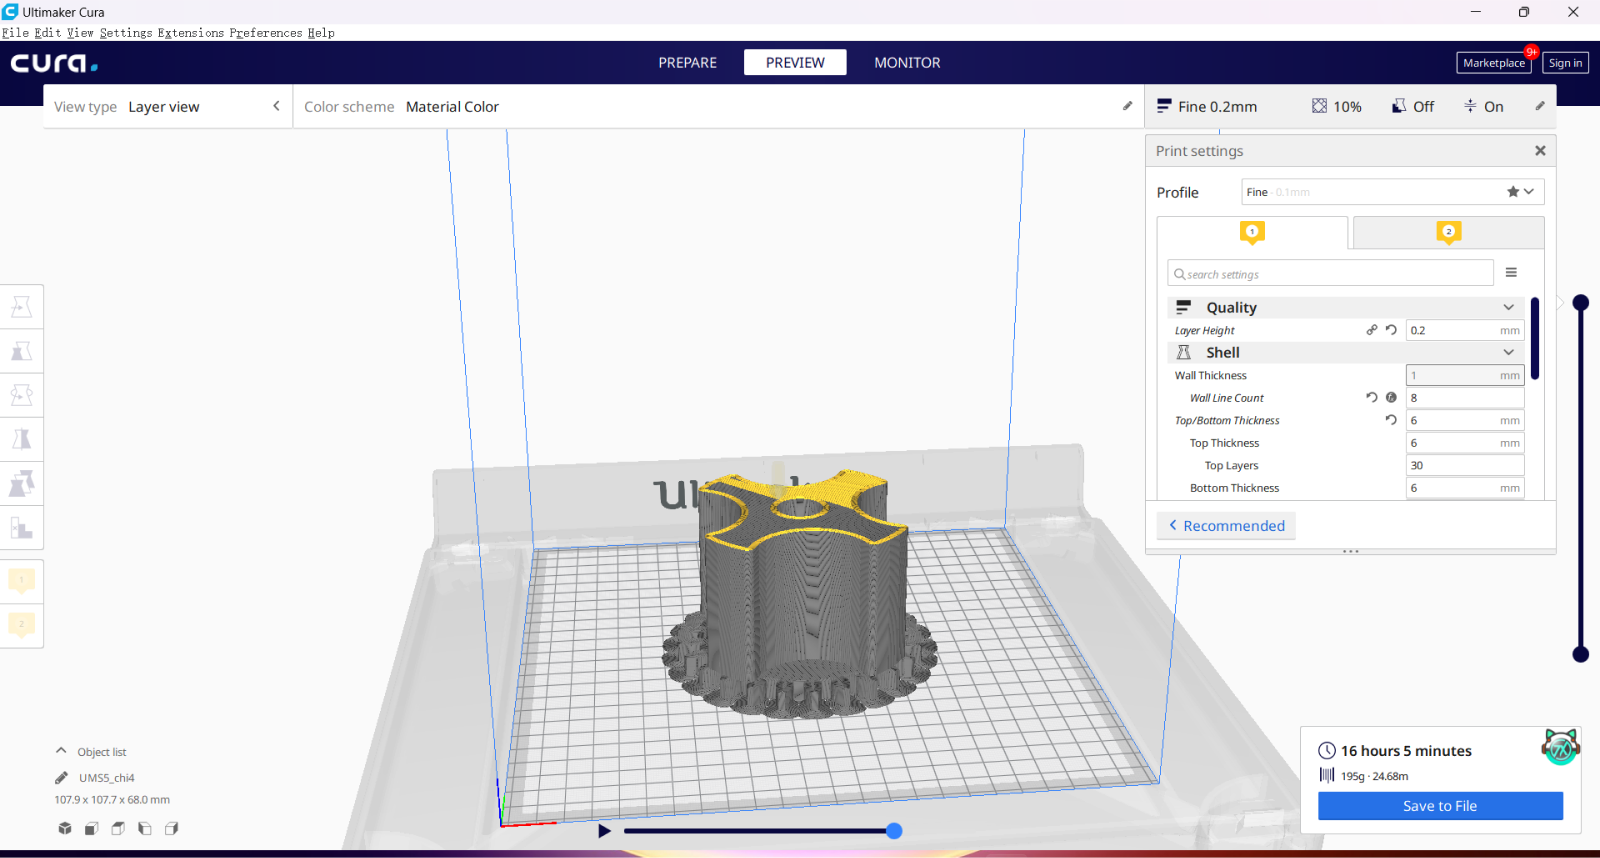 Ultimaker Cura
File Edit View Settings Extensions Preferences Help
cura.
PREPARE PREVIEW MONITOR
Marketplace 9+ Sign in
View type Layer view
Color scheme Material Color
Fine 0.2mm 10% Off On
Print settings
Profile Fine - 0.1mm
1 2
search settings
Quality
Layer Height 0.2 mm
Shell
Wall Thickness 1 mm
Wall Line Count 8
Top/Bottom Thickness 6 mm
Top Thickness 6 mm
Top Layers 30
Bottom Thickness 6 mm
Recommended
1
2
Object list
UMS5_chi4
107.9 x 107.7 x 68.0 mm
16 hours 5 minutes
195g · 24.68m
Save to File